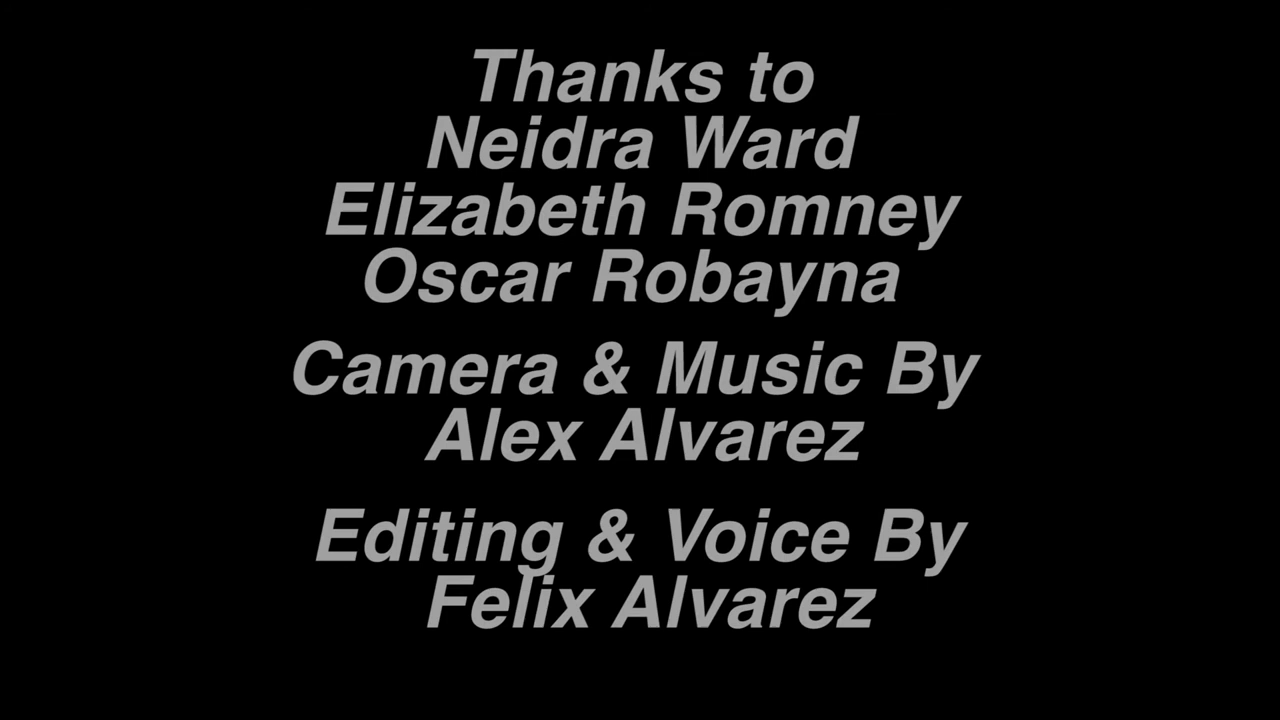 Thanks to
Neidra Ward
Elizabeth Romney
Oscar Robayna
Camera & Music By
Alex Alvarez
Editing & Voice By
Felix Alvarez